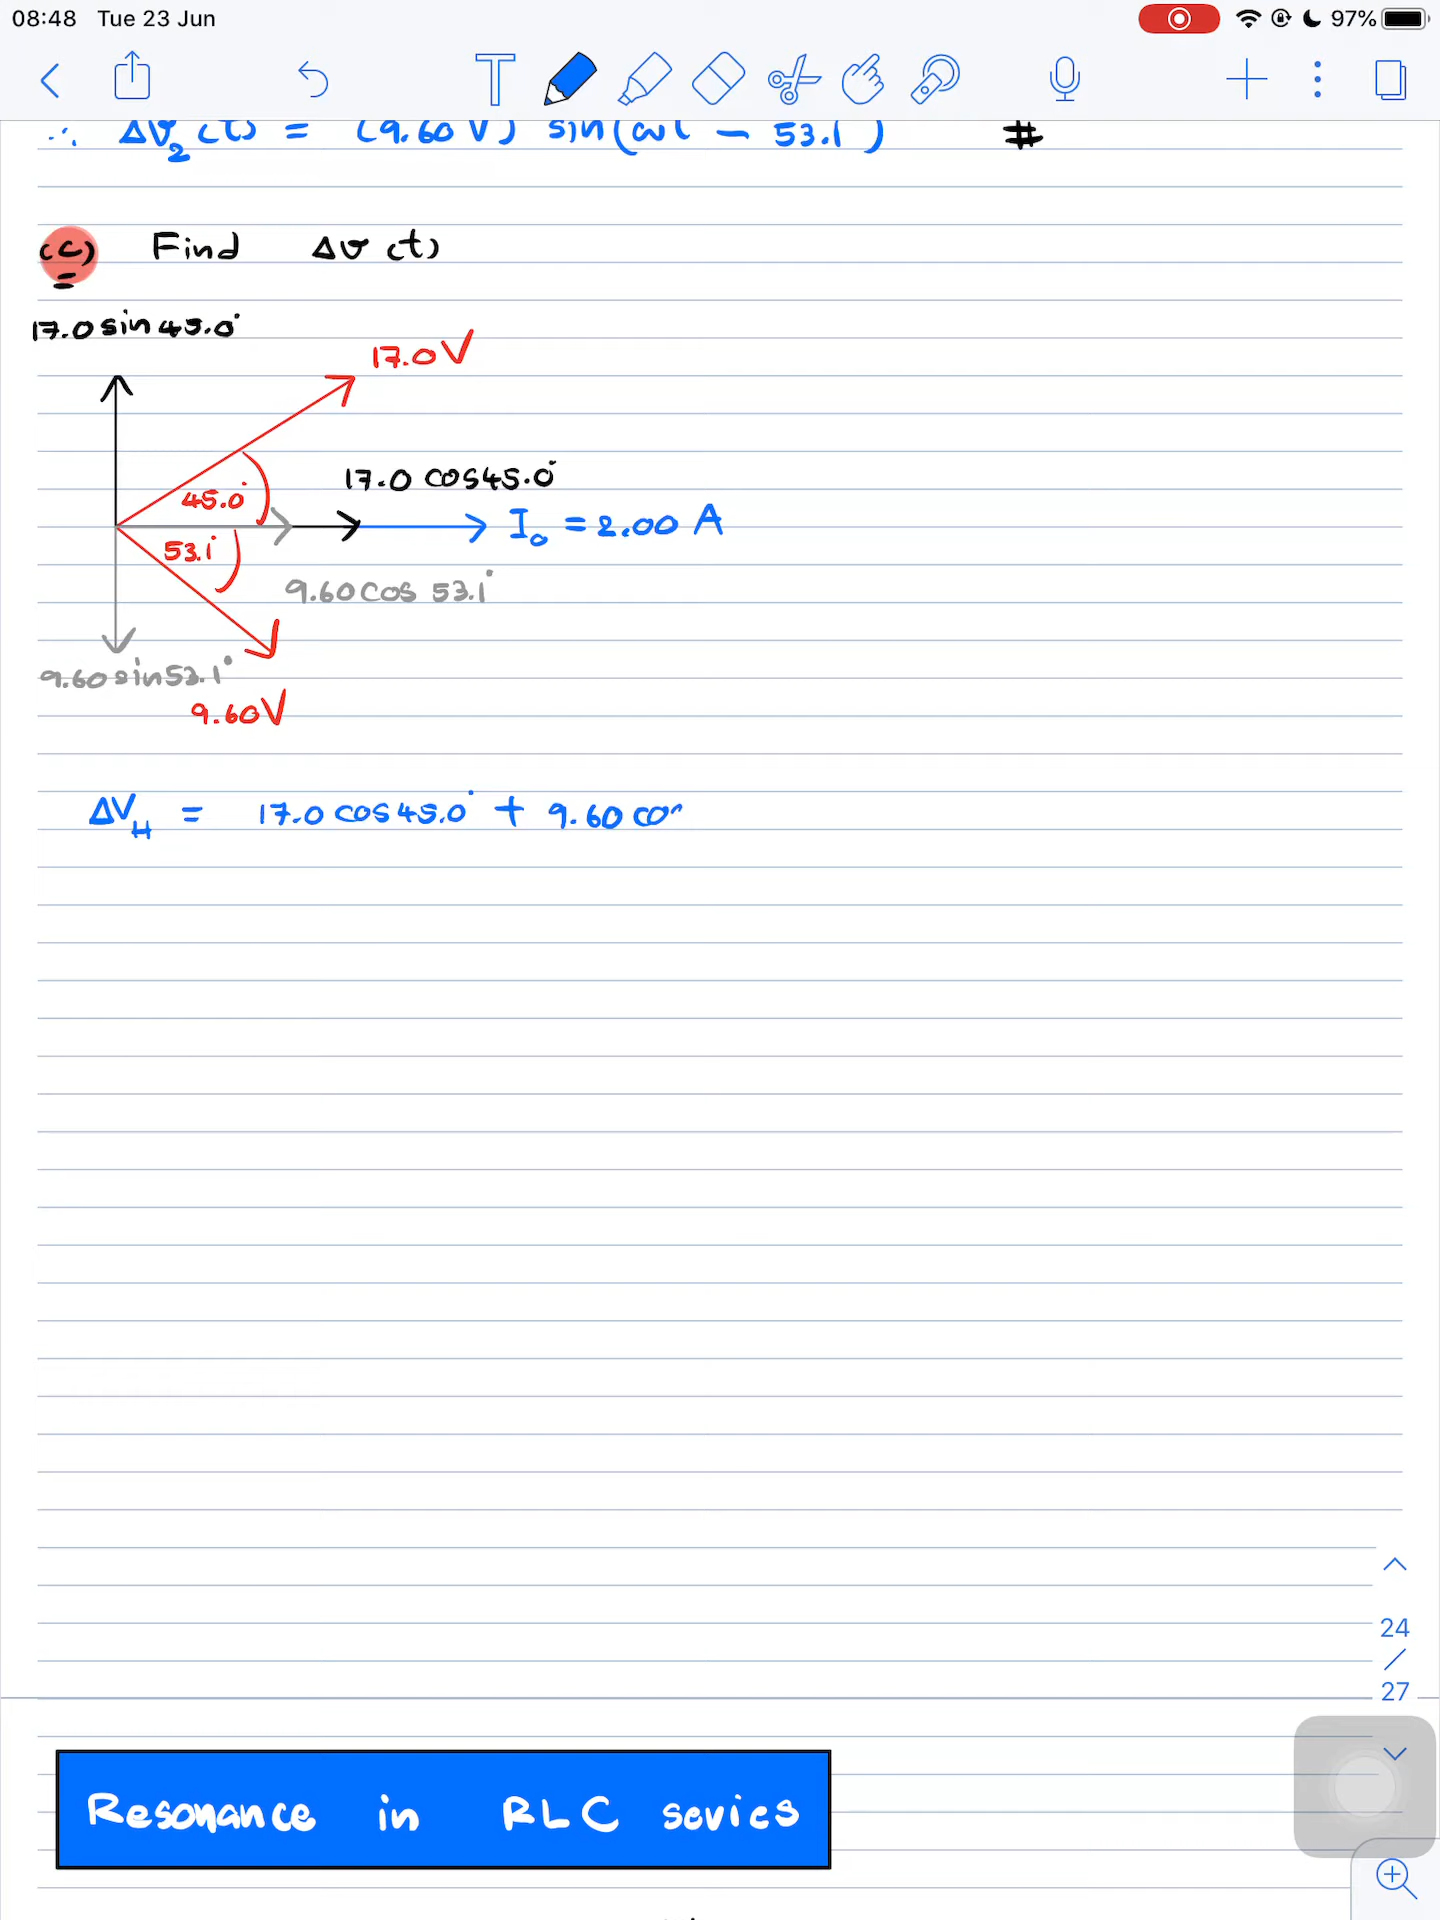 08:48 Tue 23 Jun 97%
T
∴ Δv₂(t) = (9.60 V) sin(ωt − 53.1°) #
(c) Find Δv(t)
17.0 sin 45.0°
17.0 V
17.0 cos 45.0°
45.0°
I₀ = 2.00 A
53.1°
9.60 cos 53.1°
9.60 sin 53.1°
9.60 V
ΔV_H = 17.0 cos 45.0° + 9.60 co
24
/
27
Resonance in RLC series